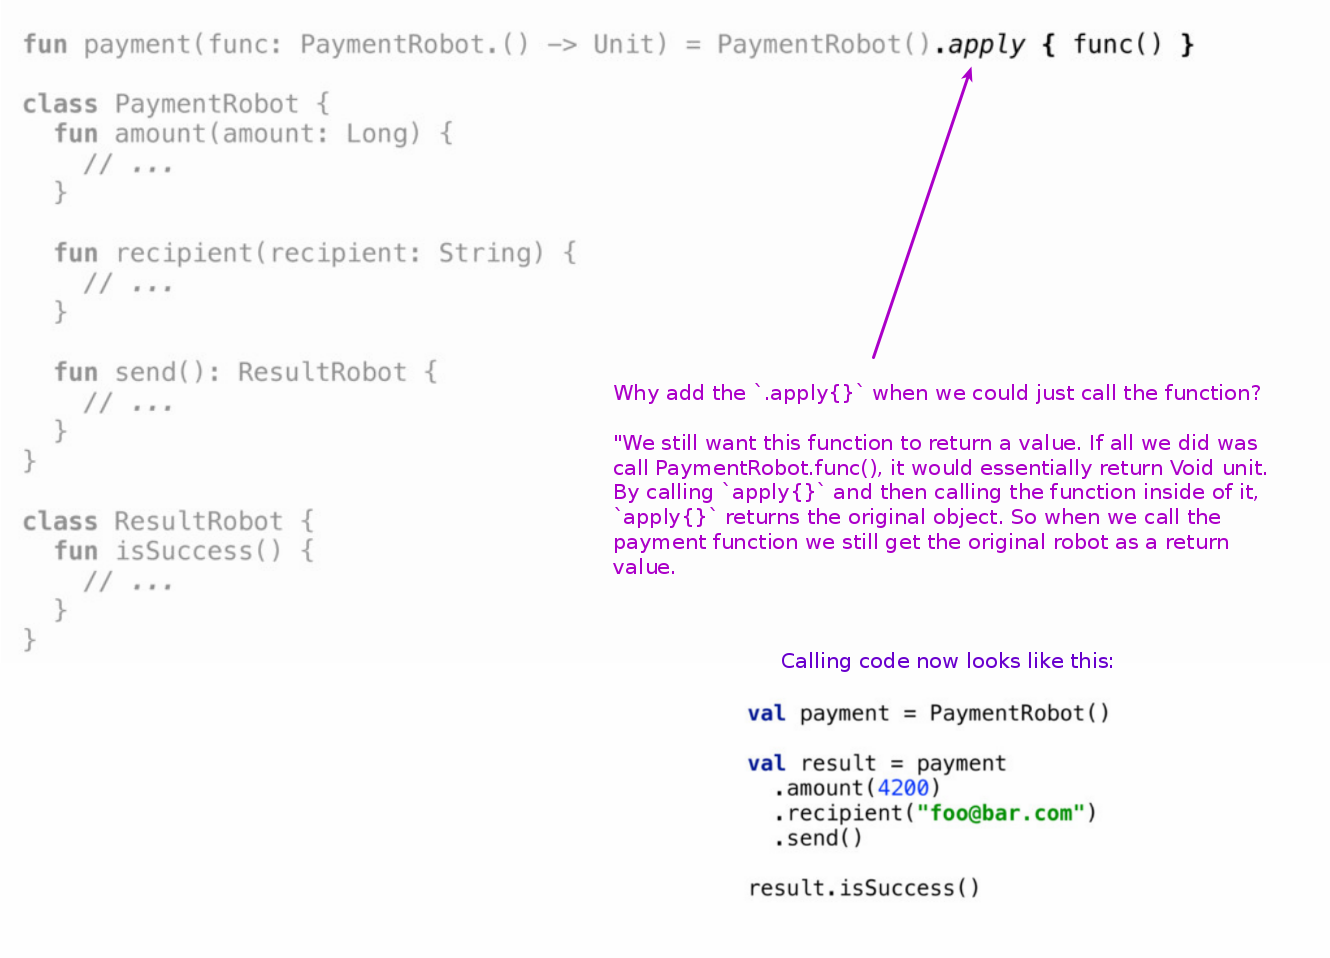 fun payment(func: PaymentRobot.() -> Unit) = PaymentRobot().apply { func() }
class PaymentRobot {
  fun amount(amount: Long) {
    // ...
  }
  fun recipient(recipient: String) {
    // ...
  }
  fun send(): ResultRobot {
    // ...
  }
}
class ResultRobot {
  fun isSuccess() {
    // ...
  }
}
Why add the `.apply{}` when we could just call the function?
"We still want this function to return a value. If all we did was
call PaymentRobot.func(), it would essentially return Void unit.
By calling `apply{}` and then calling the function inside of it,
`apply{}` returns the original object. So when we call the
payment function we still get the original robot as a return
value.
Calling code now looks like this:
val payment = PaymentRobot()
val result = payment
  .amount(4200)
  .recipient("foo@bar.com")
  .send()
result.isSuccess()